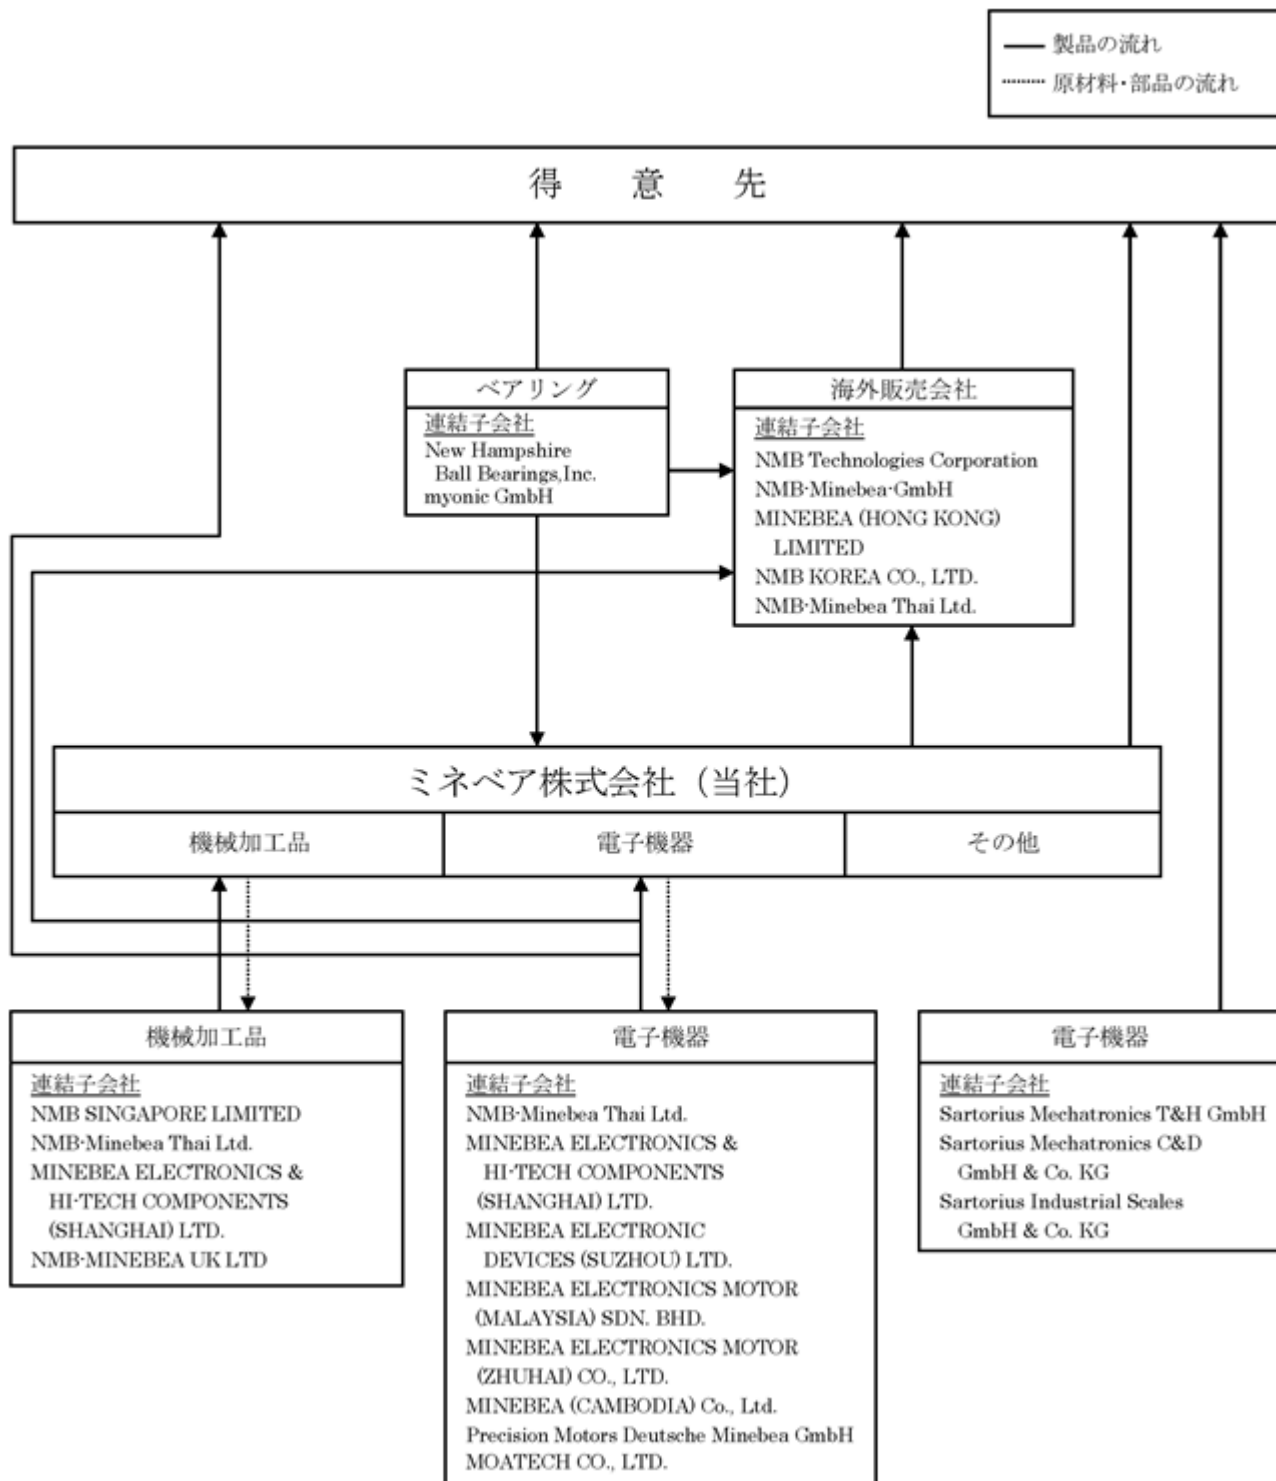 製品の流れ
原材料・部品の流れ
得意先
ベアリング
連結子会社
New Hampshire
Ball Bearings,Inc.
myonic GmbH
海外販売会社
連結子会社
NMB Technologies Corporation
NMB-Minebea-GmbH
MINEBEA (HONG KONG)
LIMITED
NMB KOREA CO., LTD.
NMB-Minebea Thai Ltd.
ミネベア株式会社（当社）
機械加工品
電子機器
その他
機械加工品
連結子会社
NMB SINGAPORE LIMITED
NMB-Minebea Thai Ltd.
MINEBEA ELECTRONICS &
HI-TECH COMPONENTS
(SHANGHAI) LTD.
NMB-MINEBEA UK LTD
電子機器
連結子会社
NMB-Minebea Thai Ltd.
MINEBEA ELECTRONICS &
HI-TECH COMPONENTS
(SHANGHAI) LTD.
MINEBEA ELECTRONIC
DEVICES (SUZHOU) LTD.
MINEBEA ELECTRONICS MOTOR
(MALAYSIA) SDN. BHD.
MINEBEA ELECTRONICS MOTOR
(ZHUHAI) CO., LTD.
MINEBEA (CAMBODIA) Co., Ltd.
Precision Motors Deutsche Minebea GmbH
MOATECH CO., LTD.
電子機器
連結子会社
Sartorius Mechatronics T&H GmbH
Sartorius Mechatronics C&D
GmbH & Co. KG
Sartorius Industrial Scales
GmbH & Co. KG